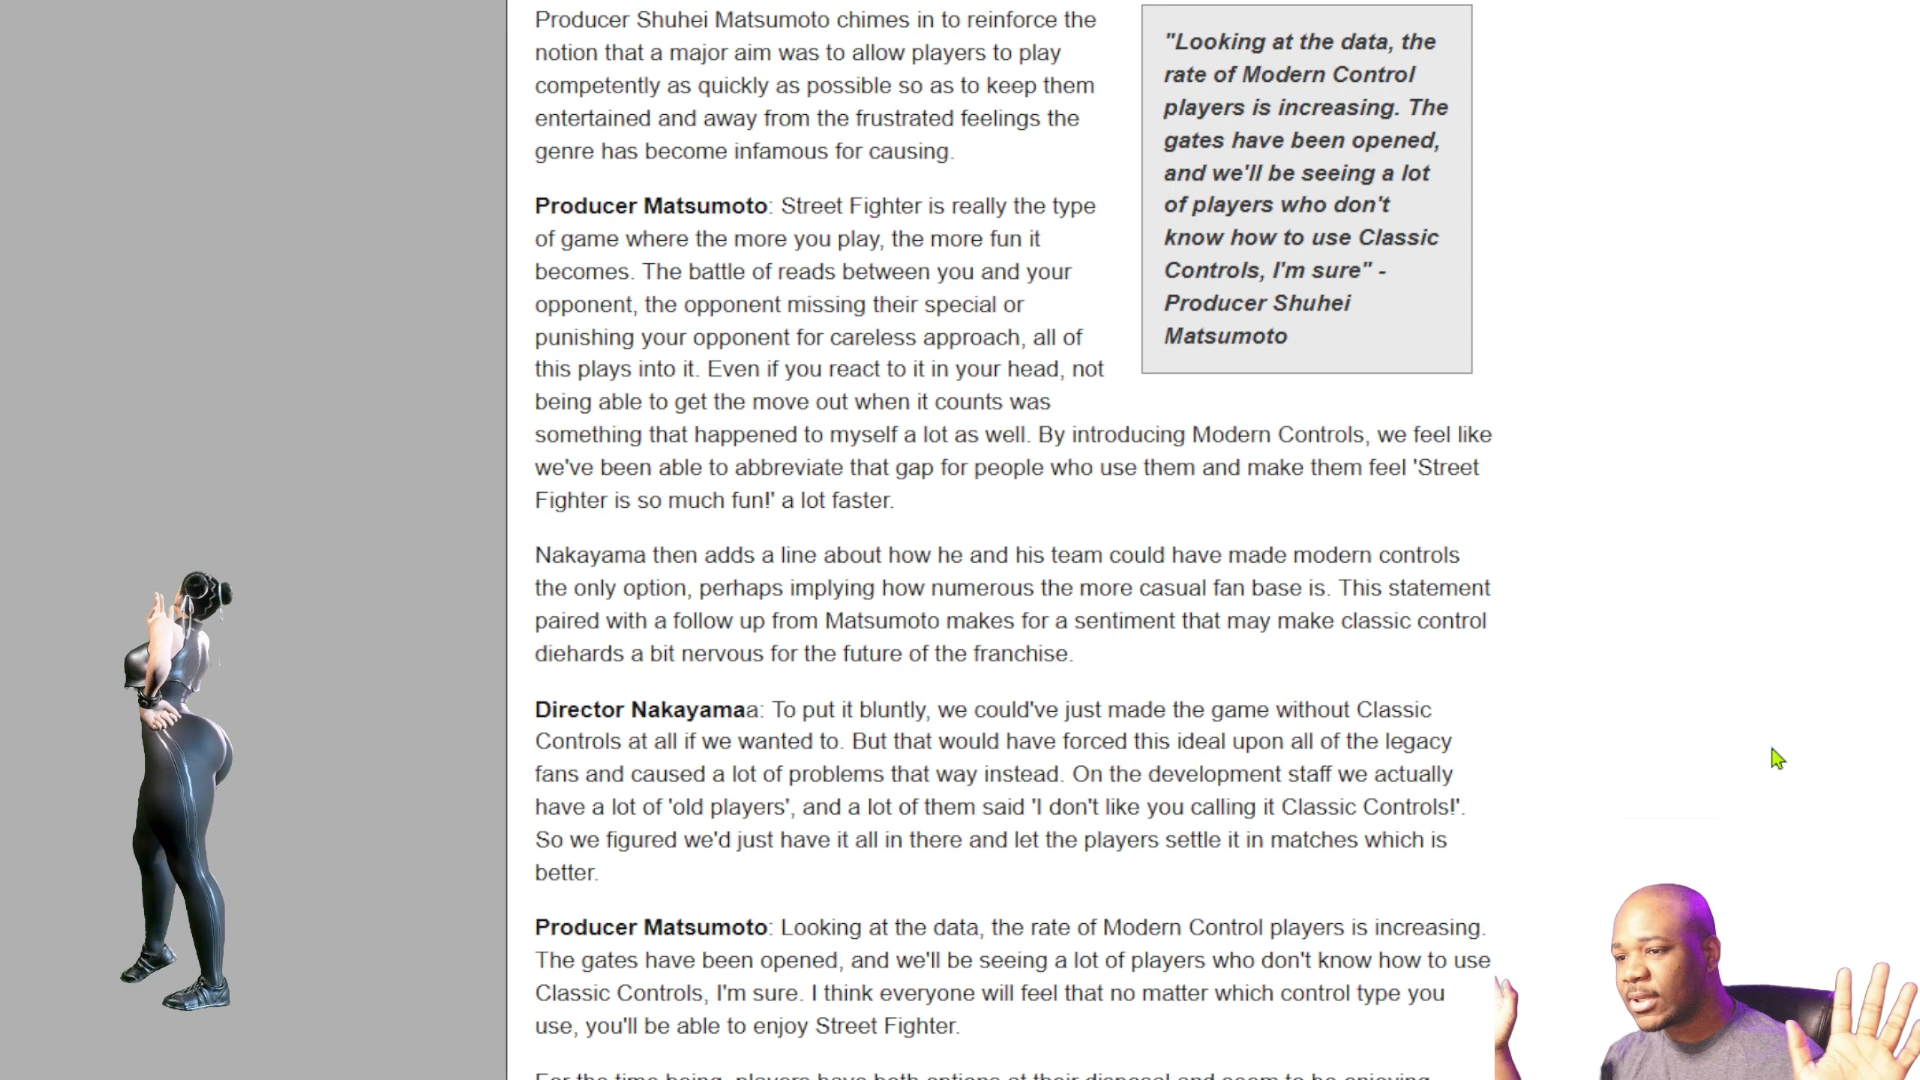 Producer Shuhei Matsumoto chimes in to reinforce the
notion that a major aim was to allow players to play
competently as quickly as possible so as to keep them
entertained and away from the frustrated feelings the
genre has become infamous for causing.
"Looking at the data, the
rate of Modern Control
players is increasing. The
gates have been opened,
and we'll be seeing a lot
of players who don't
know how to use Classic
Controls, I'm sure" -
Producer Shuhei
Matsumoto
Producer Matsumoto: Street Fighter is really the type
of game where the more you play, the more fun it
becomes. The battle of reads between you and your
opponent, the opponent missing their special or
punishing your opponent for careless approach, all of
this plays into it. Even if you react to it in your head, not
being able to get the move out when it counts was
something that happened to myself a lot as well. By introducing Modern Controls, we feel like
we've been able to abbreviate that gap for people who use them and make them feel 'Street
Fighter is so much fun!' a lot faster.
Nakayama then adds a line about how he and his team could have made modern controls
the only option, perhaps implying how numerous the more casual fan base is. This statement
paired with a follow up from Matsumoto makes for a sentiment that may make classic control
diehards a bit nervous for the future of the franchise.
Director Nakayamaa: To put it bluntly, we could've just made the game without Classic
Controls at all if we wanted to. But that would have forced this ideal upon all of the legacy
fans and caused a lot of problems that way instead. On the development staff we actually
have a lot of 'old players', and a lot of them said 'I don't like you calling it Classic Controls!'.
So we figured we'd just have it all in there and let the players settle it in matches which is
better.
Producer Matsumoto: Looking at the data, the rate of Modern Control players is increasing.
The gates have been opened, and we'll be seeing a lot of players who don't know how to use
Classic Controls, I'm sure. I think everyone will feel that no matter which control type you
use, you'll be able to enjoy Street Fighter.
For the time being, players have both options at their disposal and seem to be enjoying